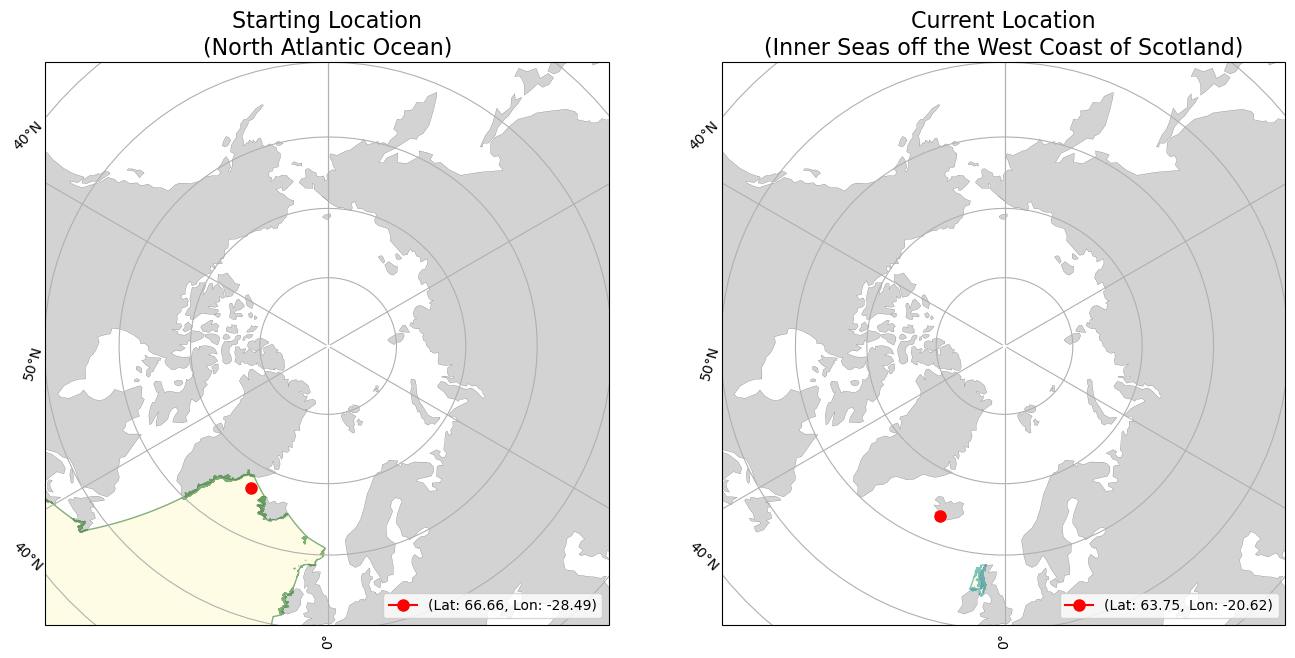 Starting Location
(North Atlantic Ocean)
40°N
50°N
40°N
0°
(Lat: 66.66, Lon: -28.49)
Current Location
(Inner Seas off the West Coast of Scotland)
40°N
50°N
40°N
0°
(Lat: 63.75, Lon: -20.62)